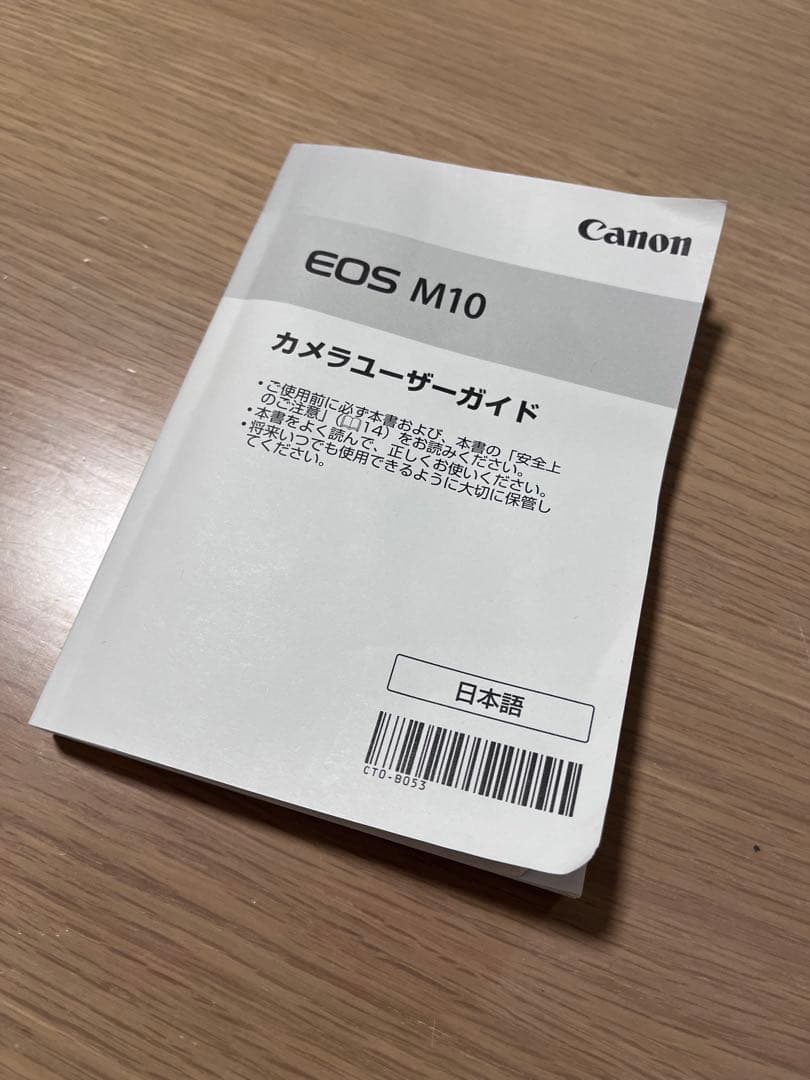 Canon
EOS M10
カメラユーザーガイド
・ご使用前に必ず本書および、本書の「安全上
のご注意」（📖14）をお読みください。
・本書をよく読んで、正しくお使いください。
・将来いつでも使用できるように大切に保管し
てください。
日本語
CT0-B053